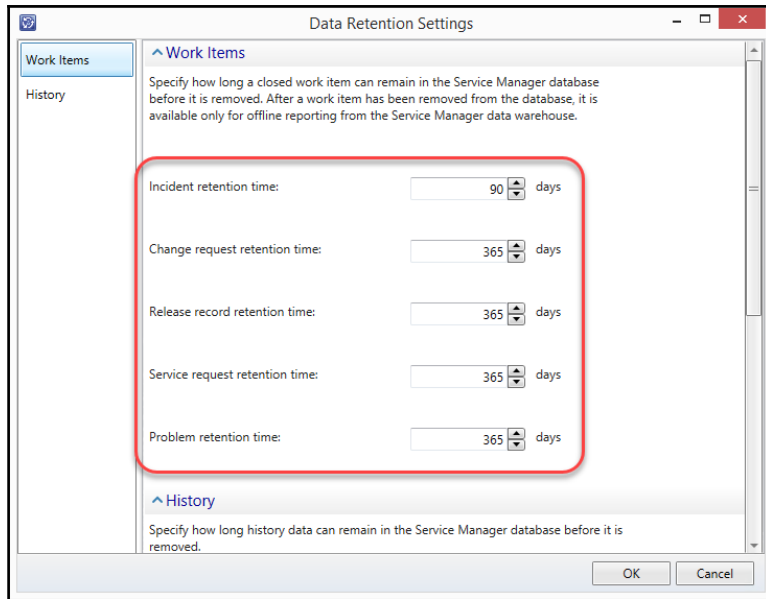 Data Retention Settings
Work Items
History
Work Items
Specify how long a closed work item can remain in the Service Manager database
before it is removed. After a work item has been removed from the database, it is
available only for offline reporting from the Service Manager data warehouse.
Incident retention time: 90 days
Change request retention time: 365 days
Release record retention time: 365 days
Service request retention time: 365 days
Problem retention time: 365 days
History
Specify how long history data can remain in the Service Manager database before it is
removed.
OK Cancel